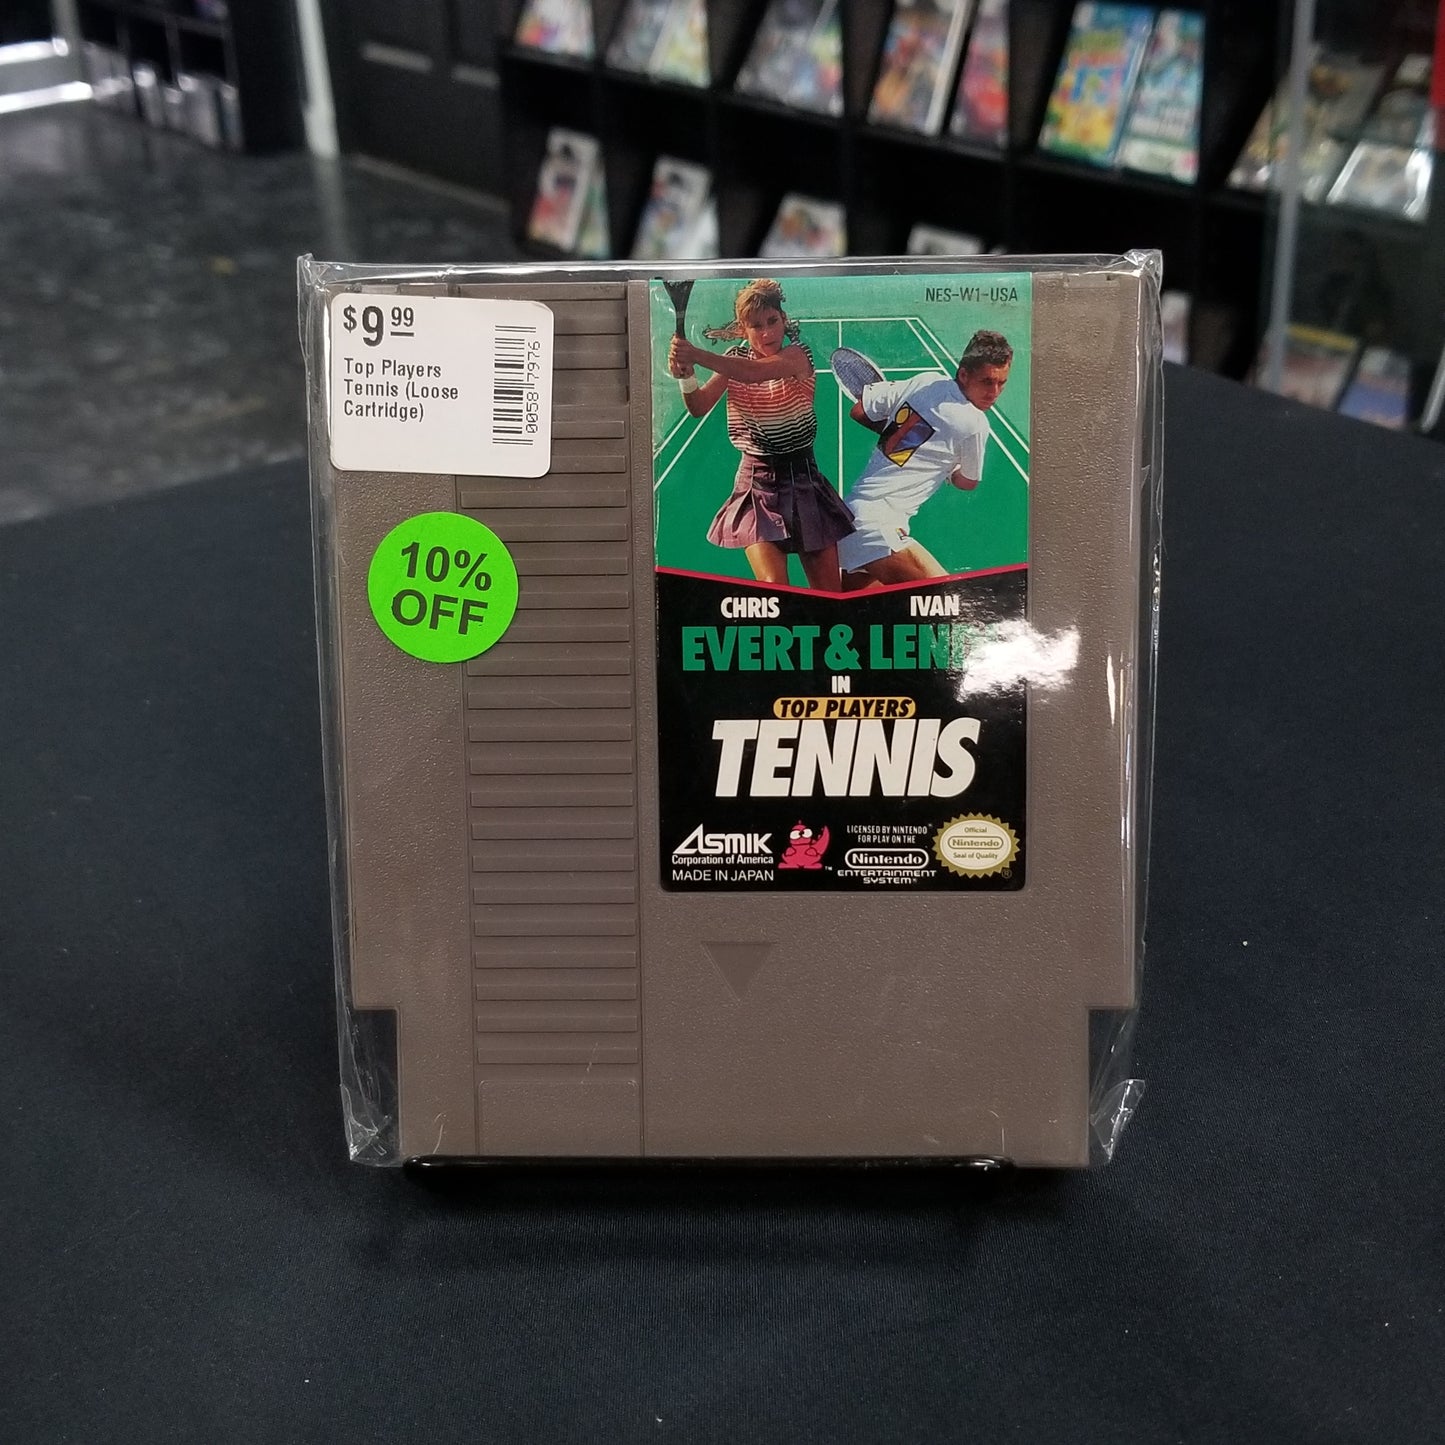 $9.99
Top Players
Tennis (Loose
Cartridge)
00587976
10%
OFF
NES-W1-USA
CHRIS IVAN
EVERT & LEN
IN
TOP PLAYERS
TENNIS
ASMIK
Corporation of America
MADE IN JAPAN
TM
LICENSED BY NINTENDO
FOR PLAY ON THE
Nintendo
ENTERTAINMENT
SYSTEM
Official
Nintendo
Seal of Quality